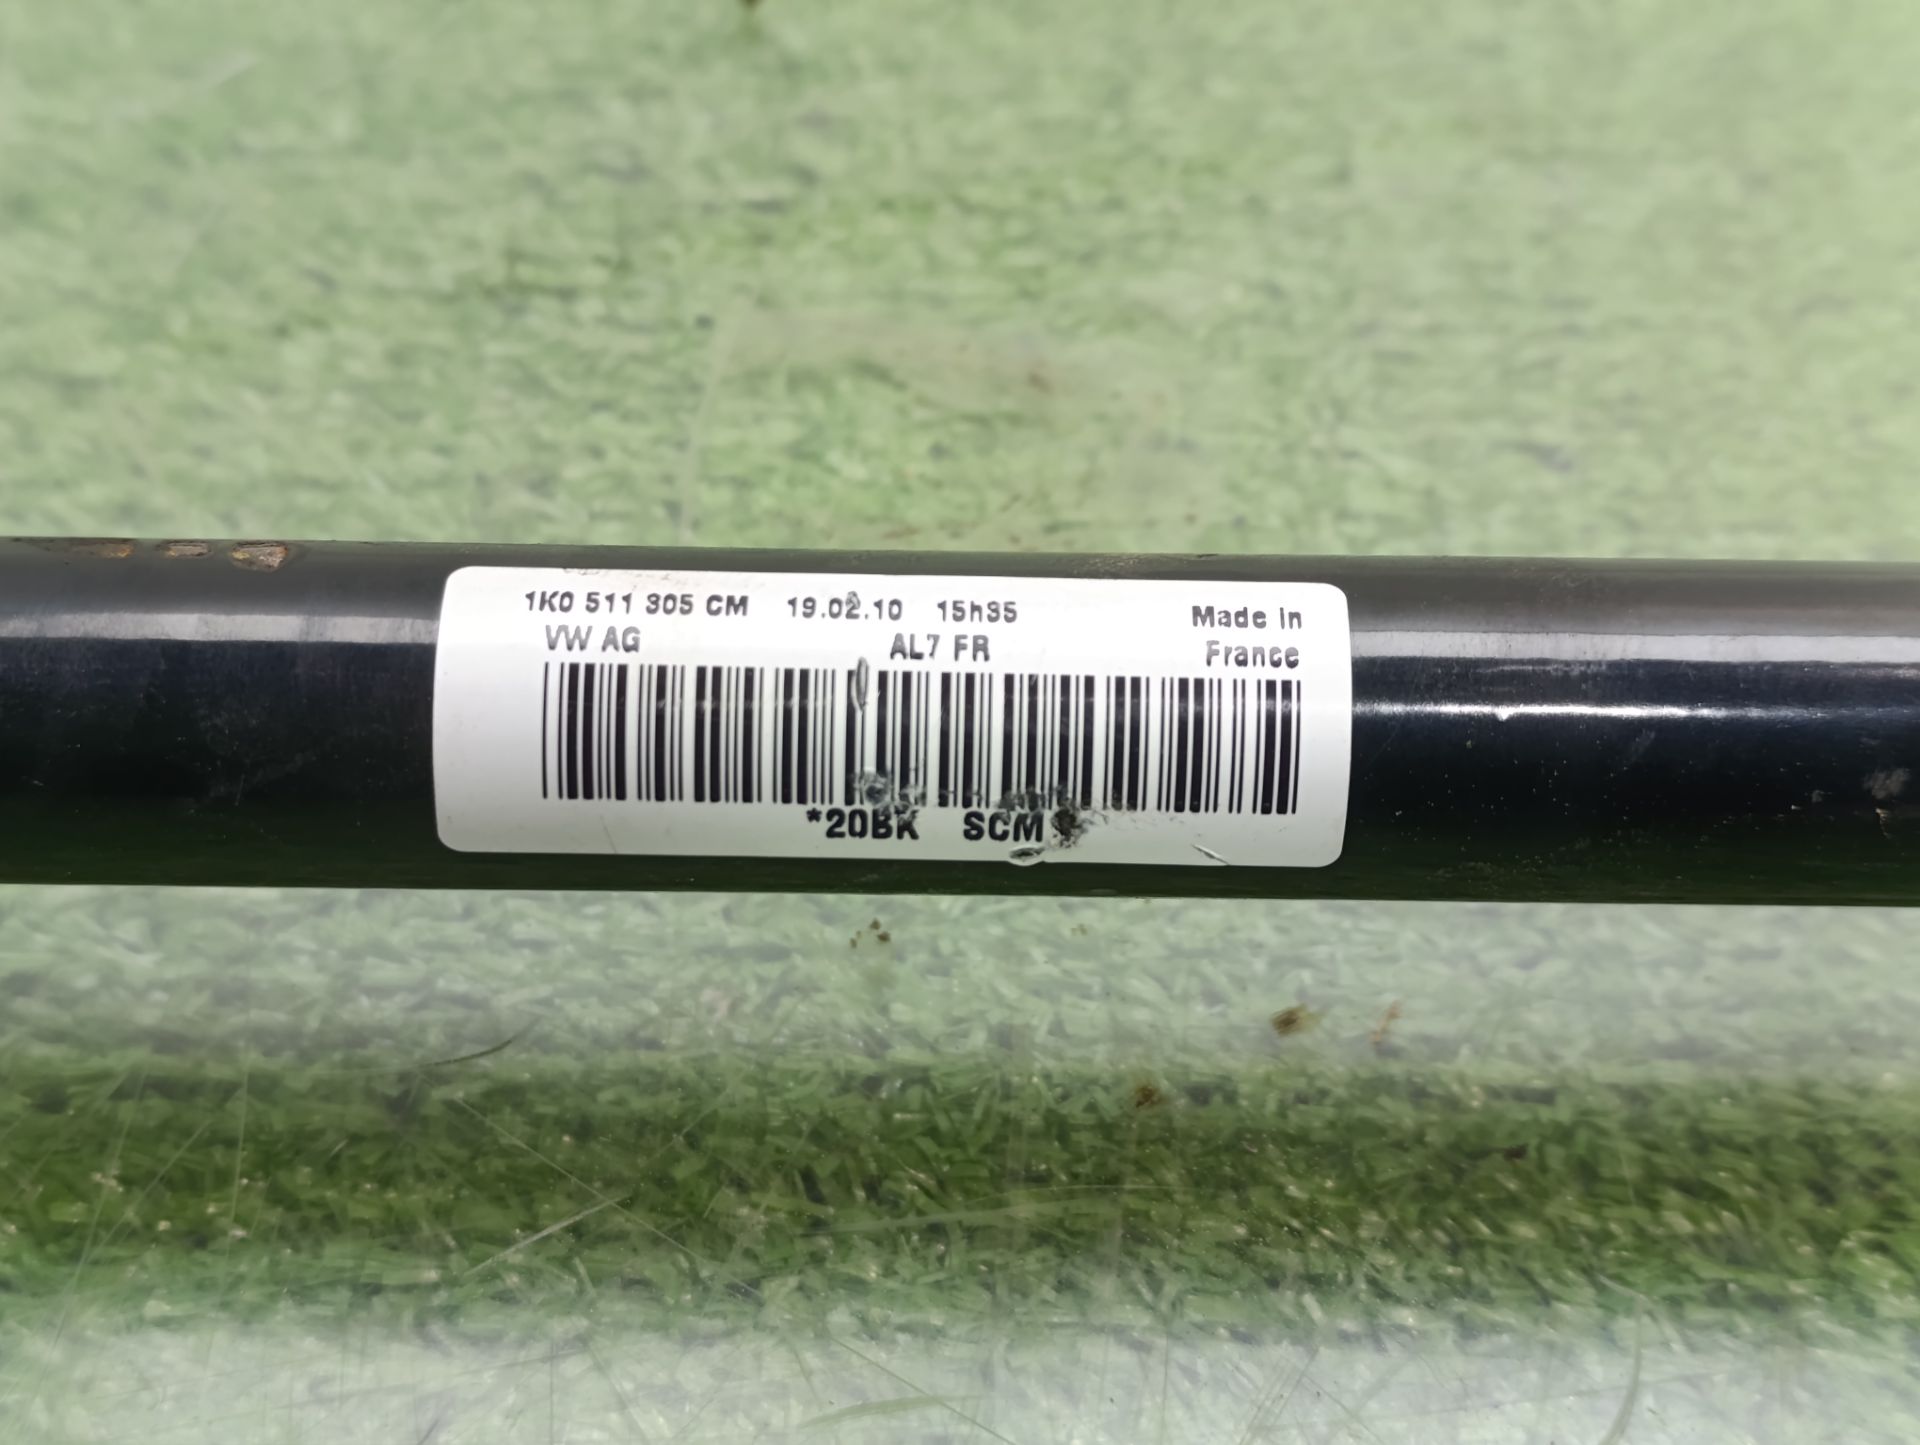 1K0 511 305 CM 19.02.10 15h35
VW AG AL7 FR
Made in
France
*20BK SCM